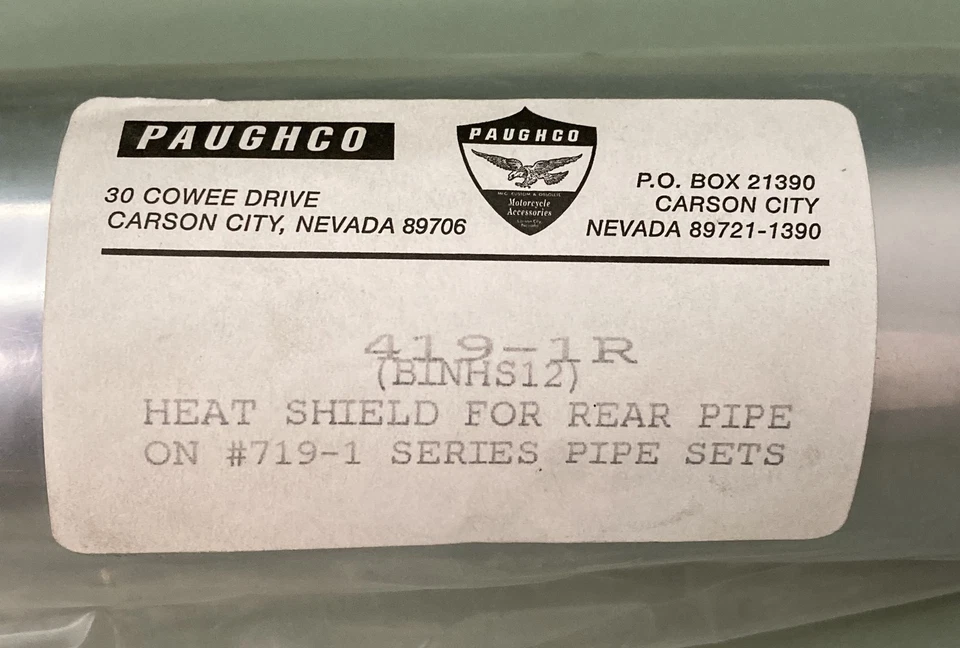 PAUGHCO
30 COWEE DRIVE
CARSON CITY, NEVADA 89706
PAUGHCO
Motorcycle
Accessories
P.O. BOX 21390
CARSON CITY
NEVADA 89721-1390
419-1R
(BINHS12)
HEAT SHIELD FOR REAR PIPE
ON #719-1 SERIES PIPE SETS